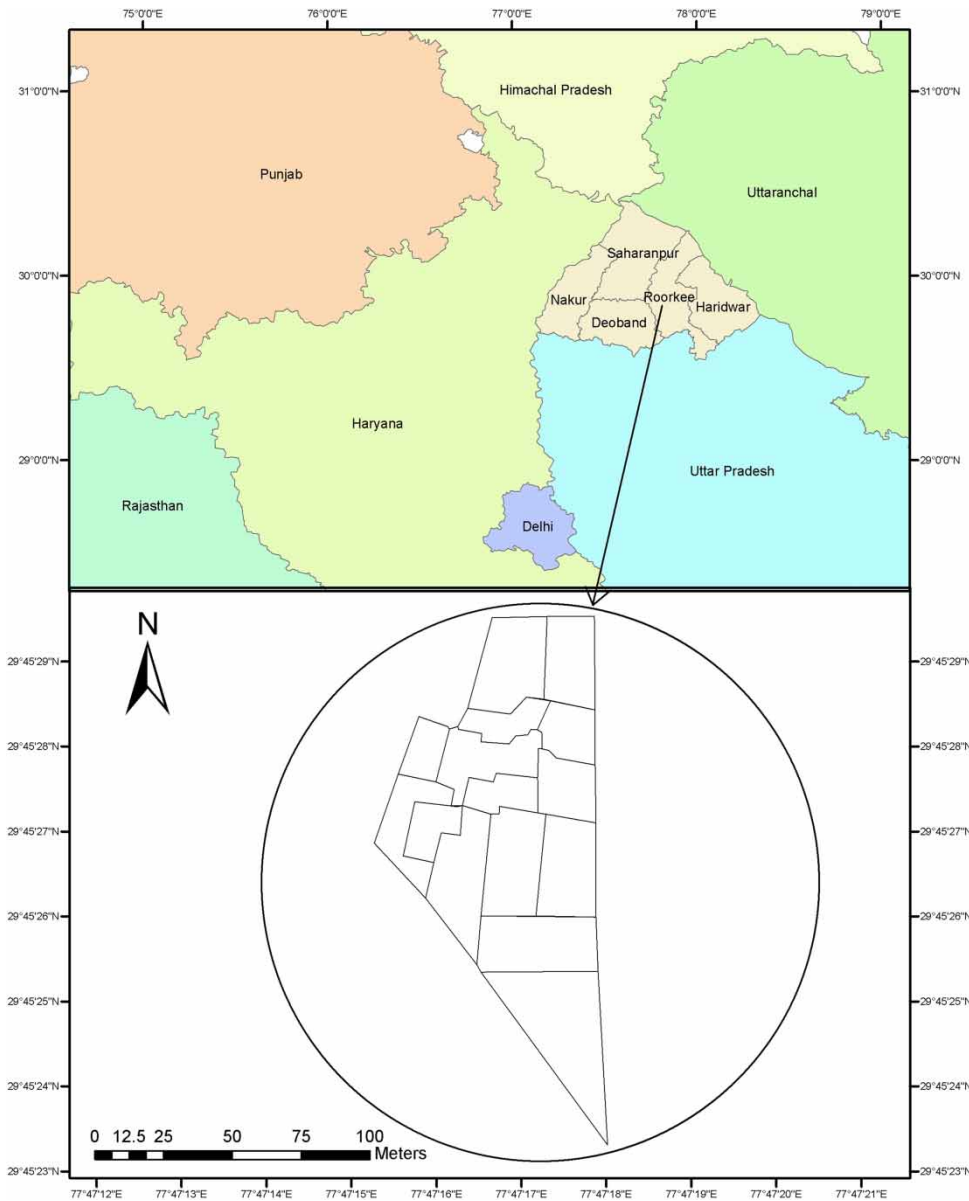 75°0'0"E 76°0'0"E 77°0'0"E 78°0'0"E 79°0'0"E
31°0'0"N 31°0'0"N
Himachal Pradesh
Punjab
Uttaranchal
Saharanpur
30°0'0"N 30°0'0"N
Nakur Roorkee Haridwar
Deoband
Haryana
29°0'0"N 29°0'0"N
Uttar Pradesh
Rajasthan
Delhi
N
29°45'29"N 29°45'29"N
29°45'28"N 29°45'28"N
29°45'27"N 29°45'27"N
29°45'26"N 29°45'26"N
29°45'25"N 29°45'25"N
29°45'24"N 29°45'24"N
0 12.5 25 50 75 100
Meters
29°45'23"N 29°45'23"N
77°47'12"E 77°47'13"E 77°47'14"E 77°47'15"E 77°47'16"E 77°47'17"E 77°47'18"E 77°47'19"E 77°47'20"E 77°47'21"E